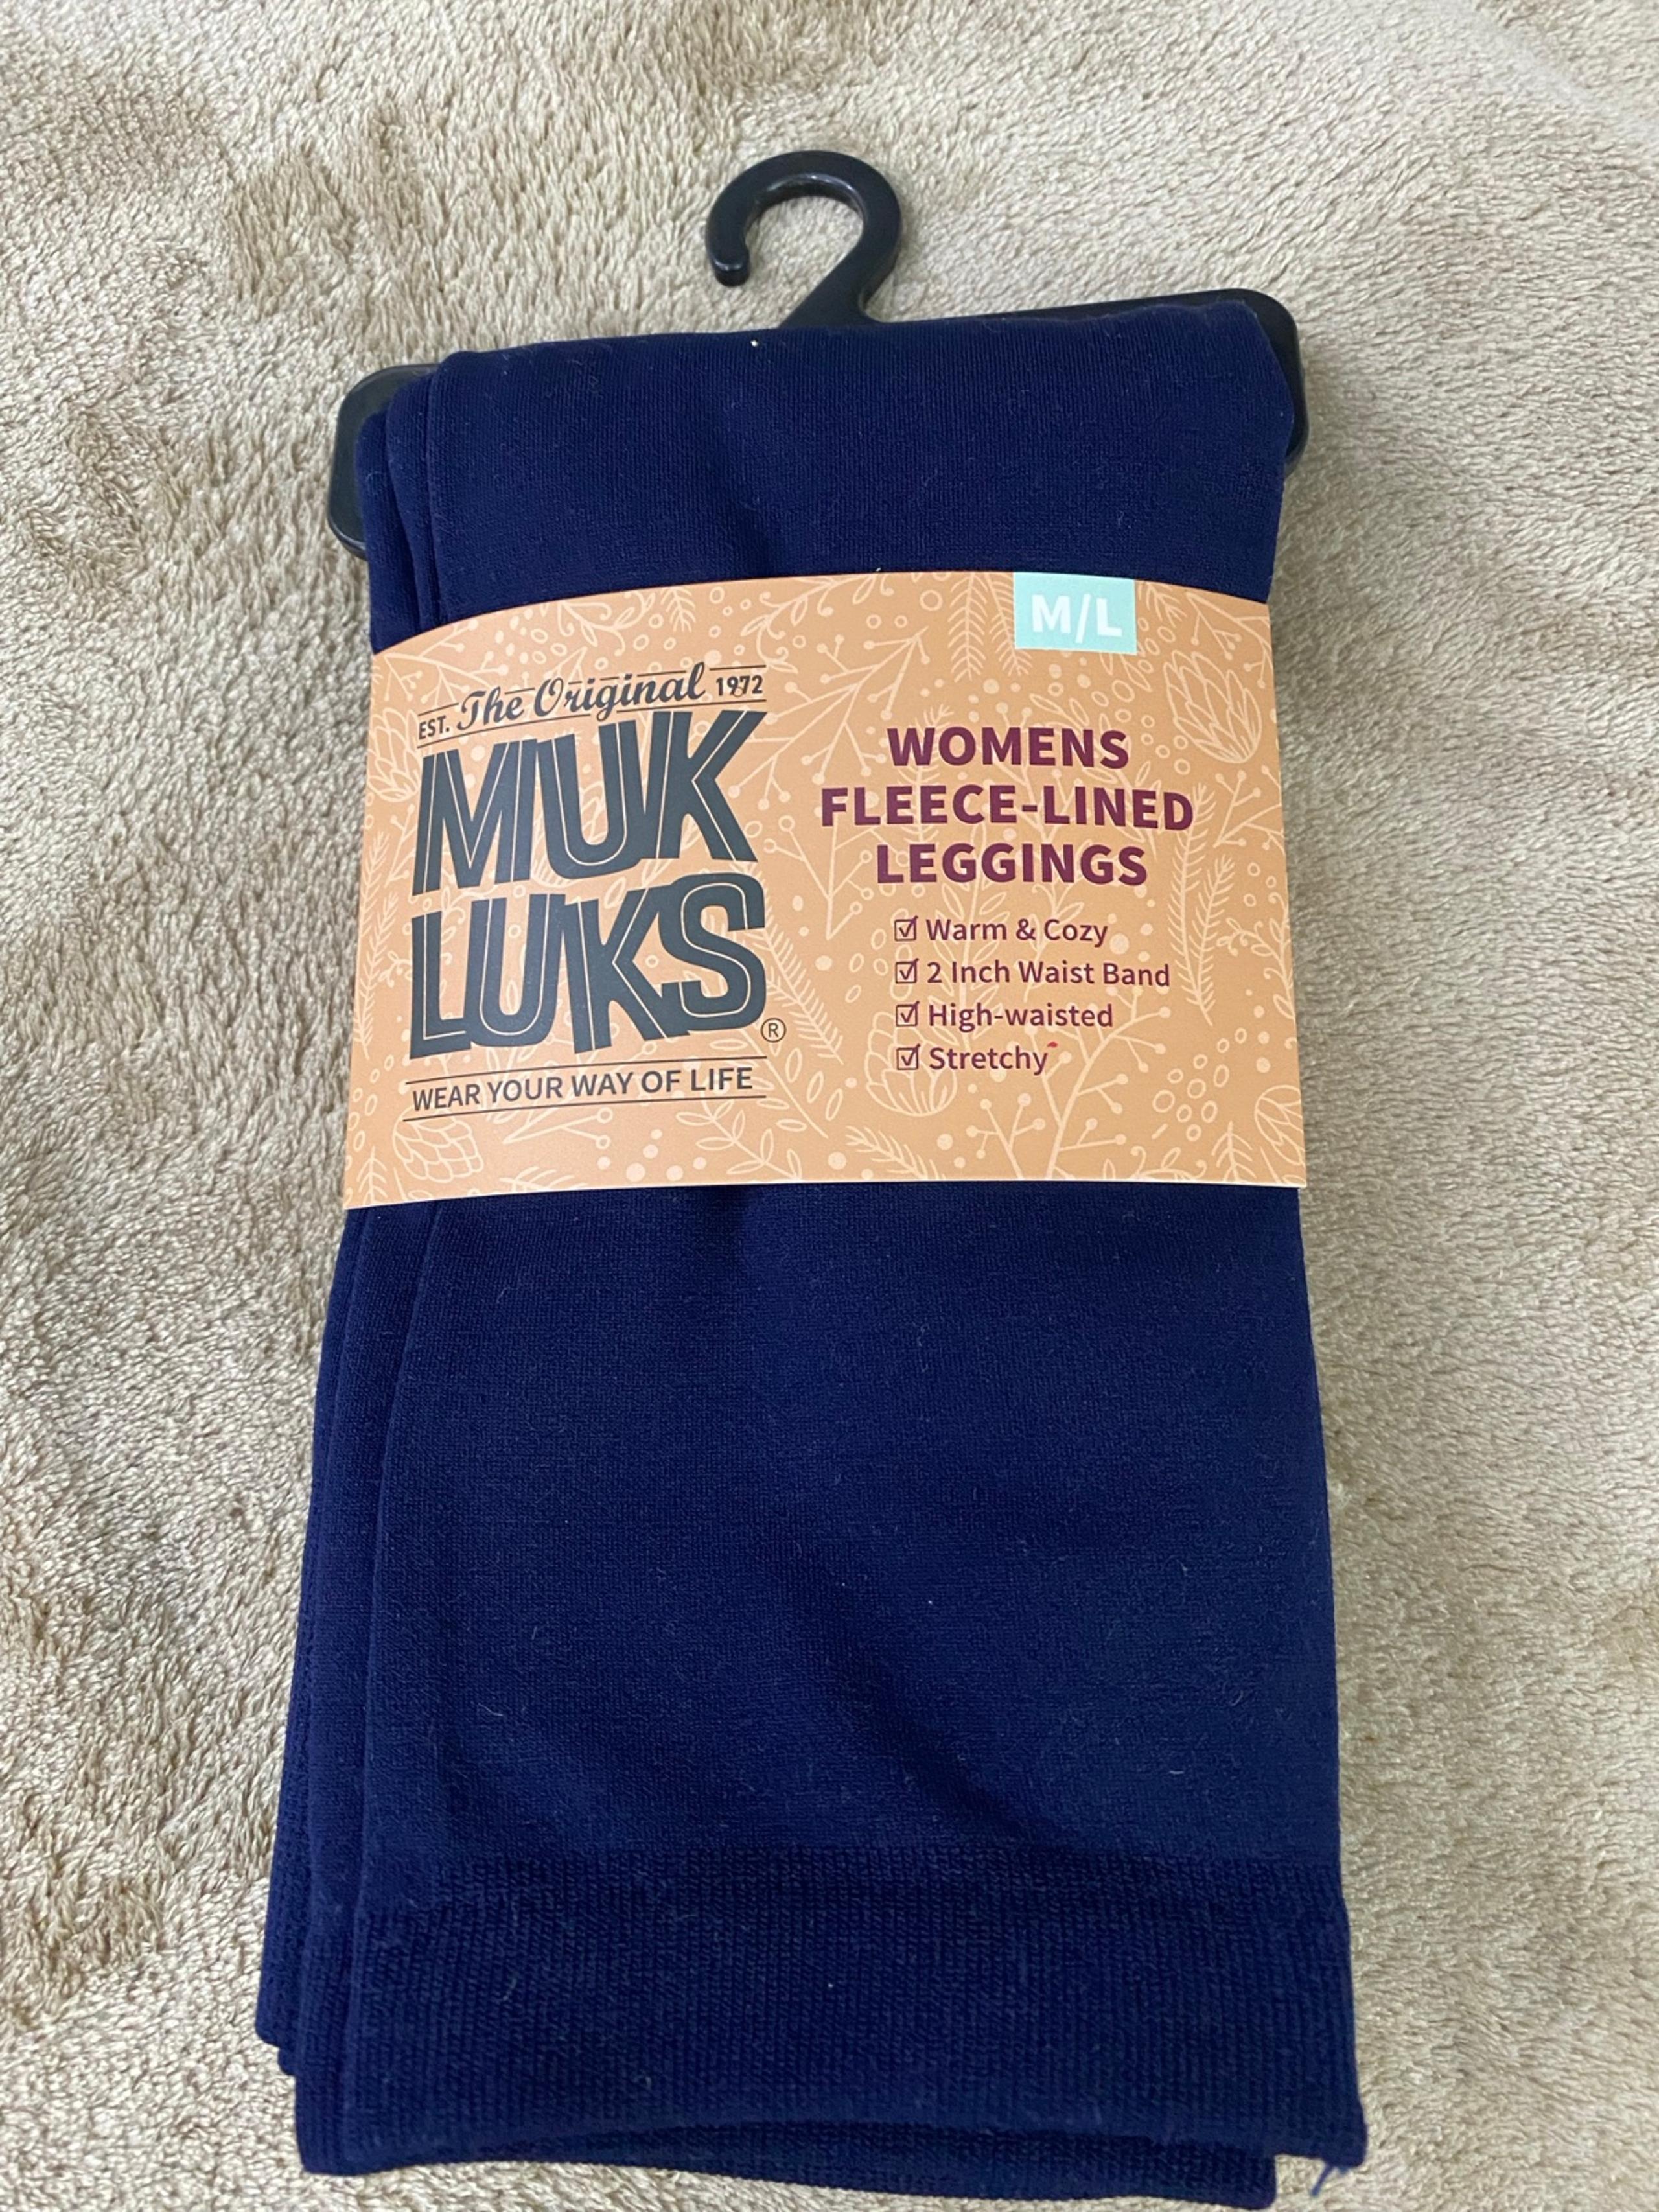 M/L
EST. The Original 1972
MUK
LUKS®
WEAR YOUR WAY OF LIFE
WOMENS
FLEECE-LINED
LEGGINGS
☑ Warm & Cozy
☑ 2 Inch Waist Band
☑ High-waisted
☑ Stretchy